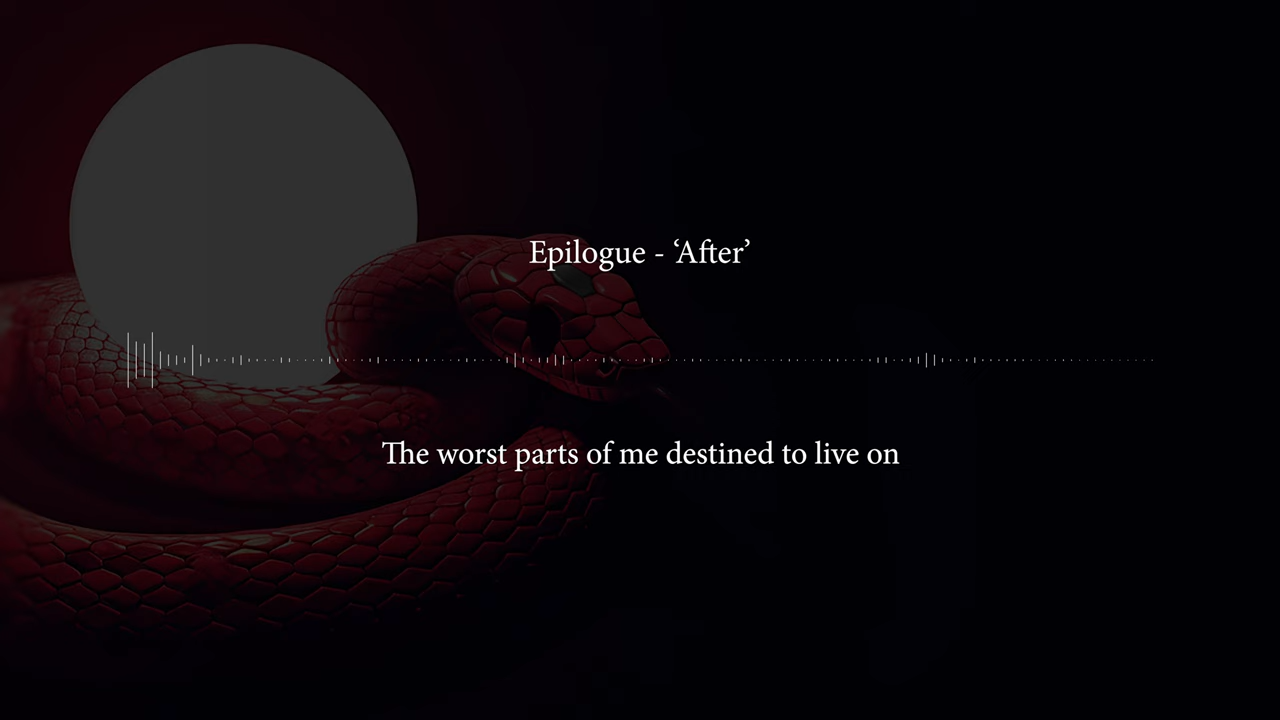 Epilogue - ‘After’
The worst parts of me destined to live on